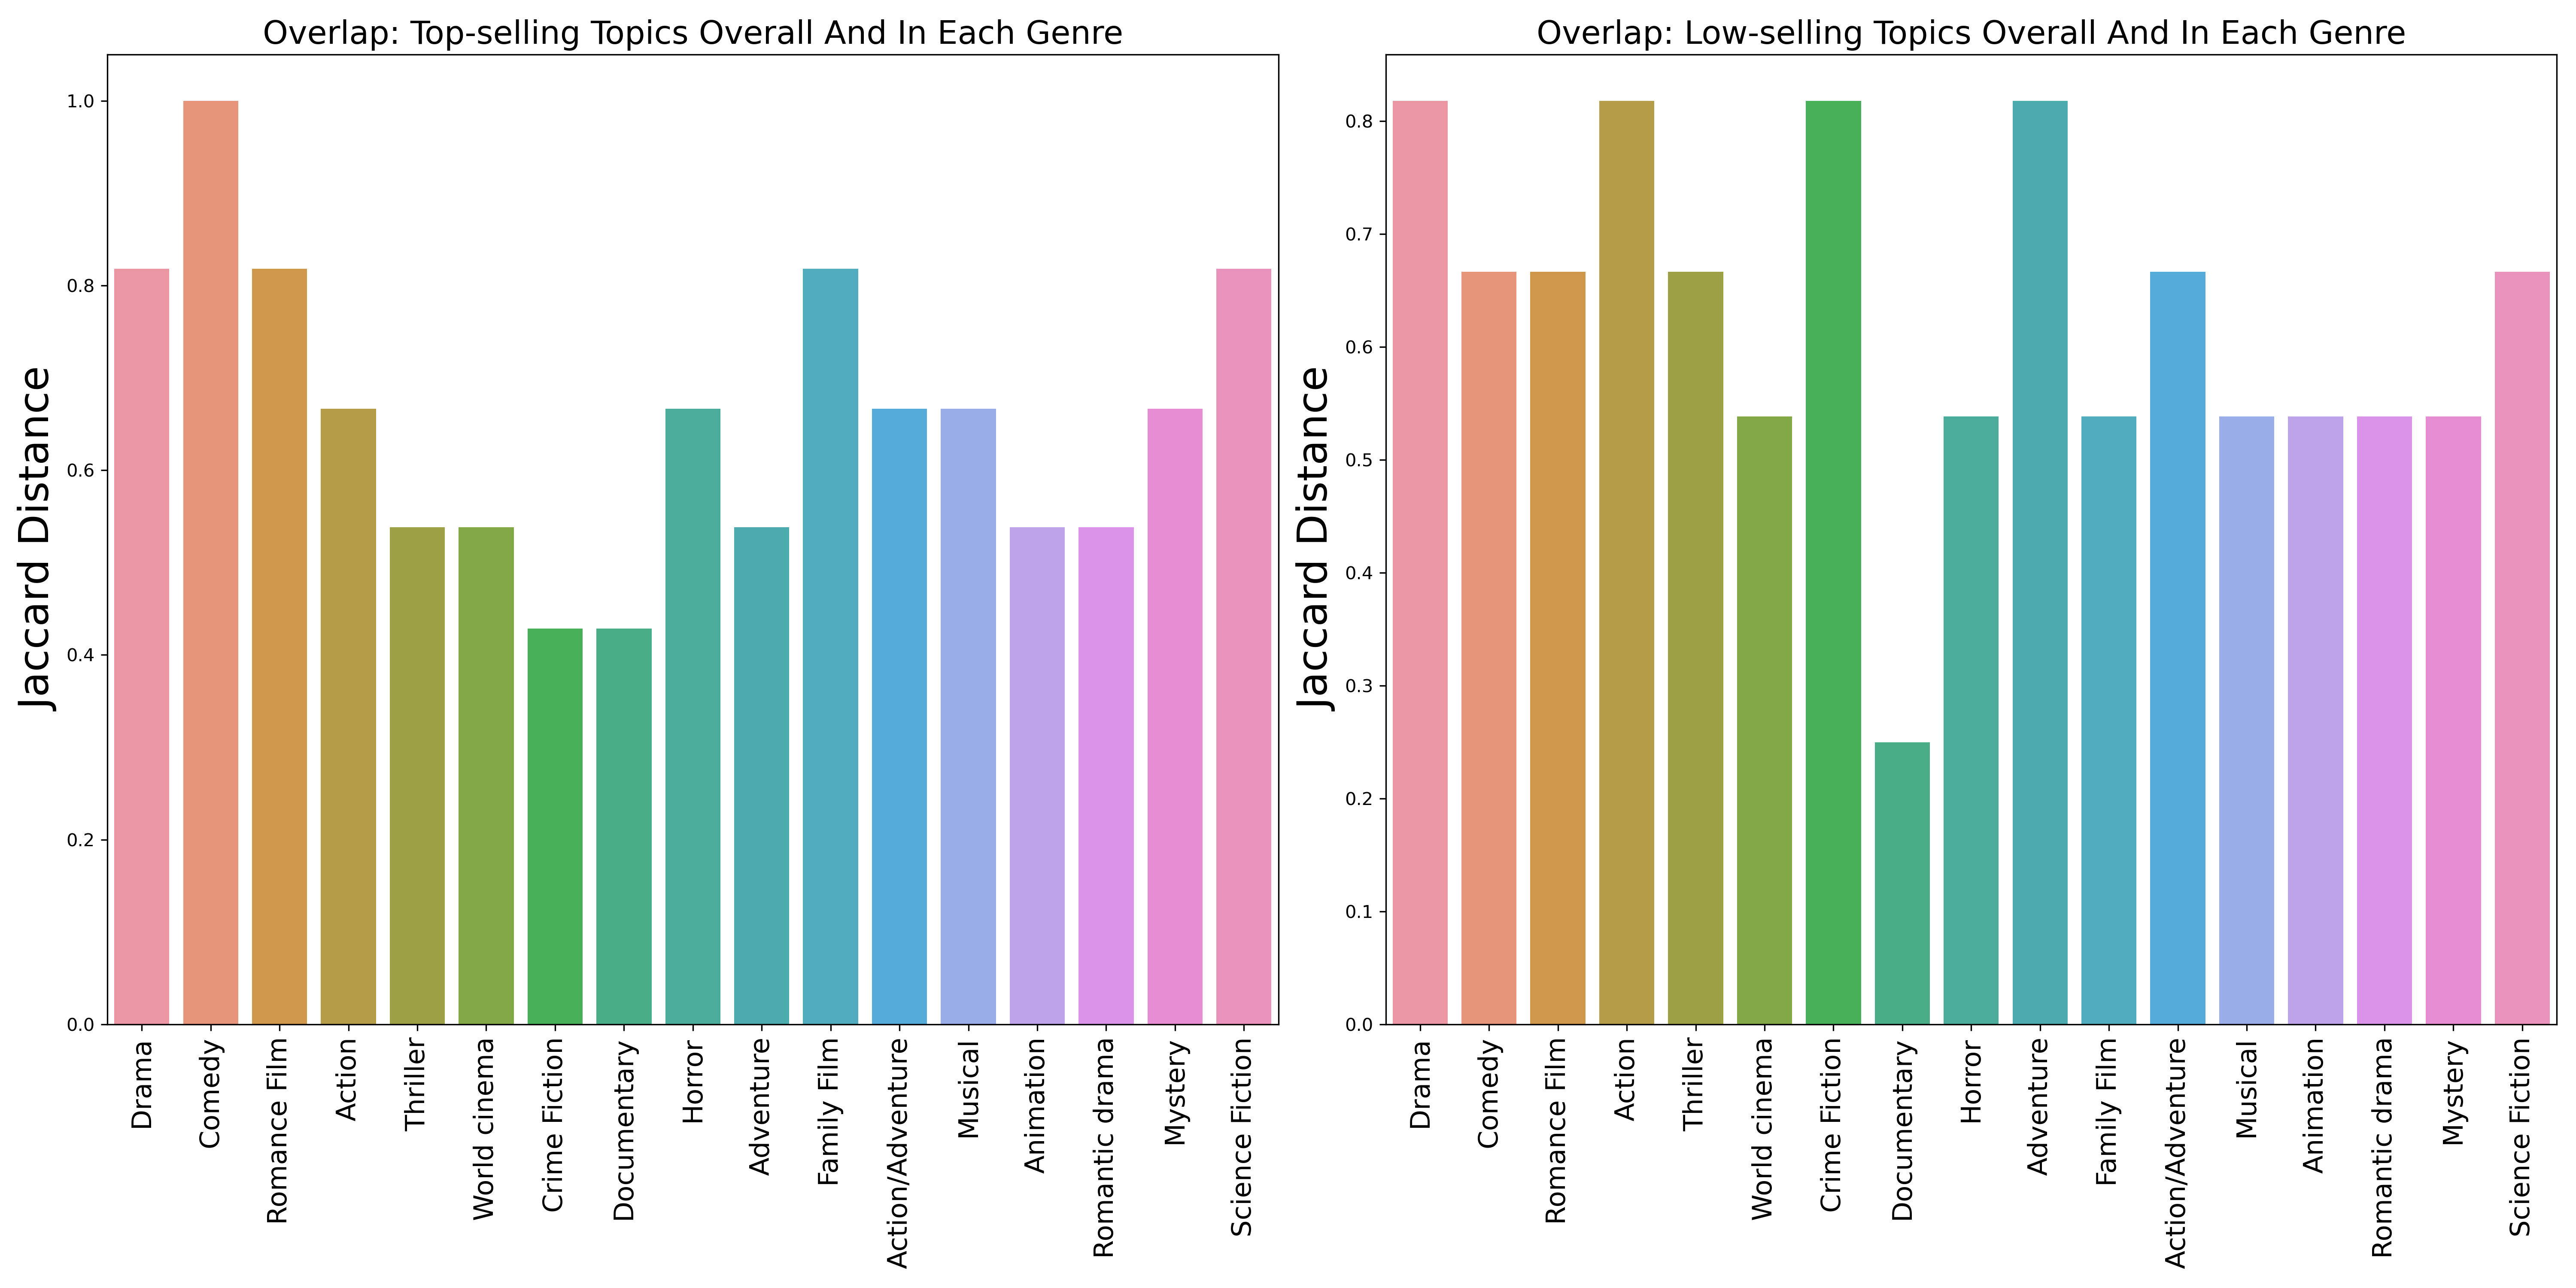 Overlap: Top-selling Topics Overall And In Each Genre
Jaccard Distance
1.0
0.8
0.6
0.4
0.2
0.0
Drama
Comedy
Romance Film
Action
Thriller
World cinema
Crime Fiction
Documentary
Horror
Adventure
Family Film
Action/Adventure
Musical
Animation
Romantic drama
Mystery
Science Fiction
Overlap: Low-selling Topics Overall And In Each Genre
Jaccard Distance
0.8
0.7
0.6
0.5
0.4
0.3
0.2
0.1
0.0
Drama
Comedy
Romance Film
Action
Thriller
World cinema
Crime Fiction
Documentary
Horror
Adventure
Family Film
Action/Adventure
Musical
Animation
Romantic drama
Mystery
Science Fiction